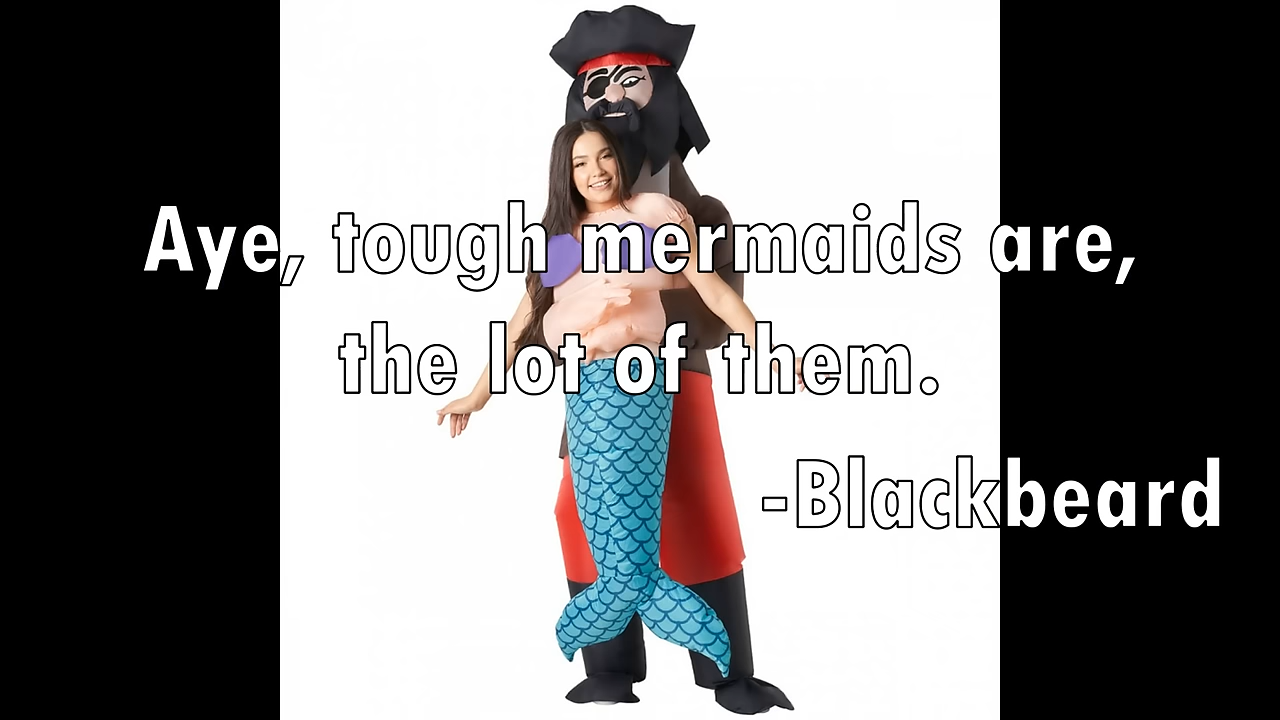 Aye, tough mermaids are,
the lot of them.
-Blackbeard